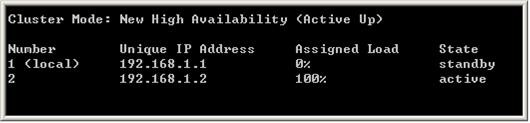 Cluster Mode: New High Availability (Active Up)
Number Unique IP Address Assigned Load State
1 (local) 192.168.1.1 0% standby
2 192.168.1.2 100% active